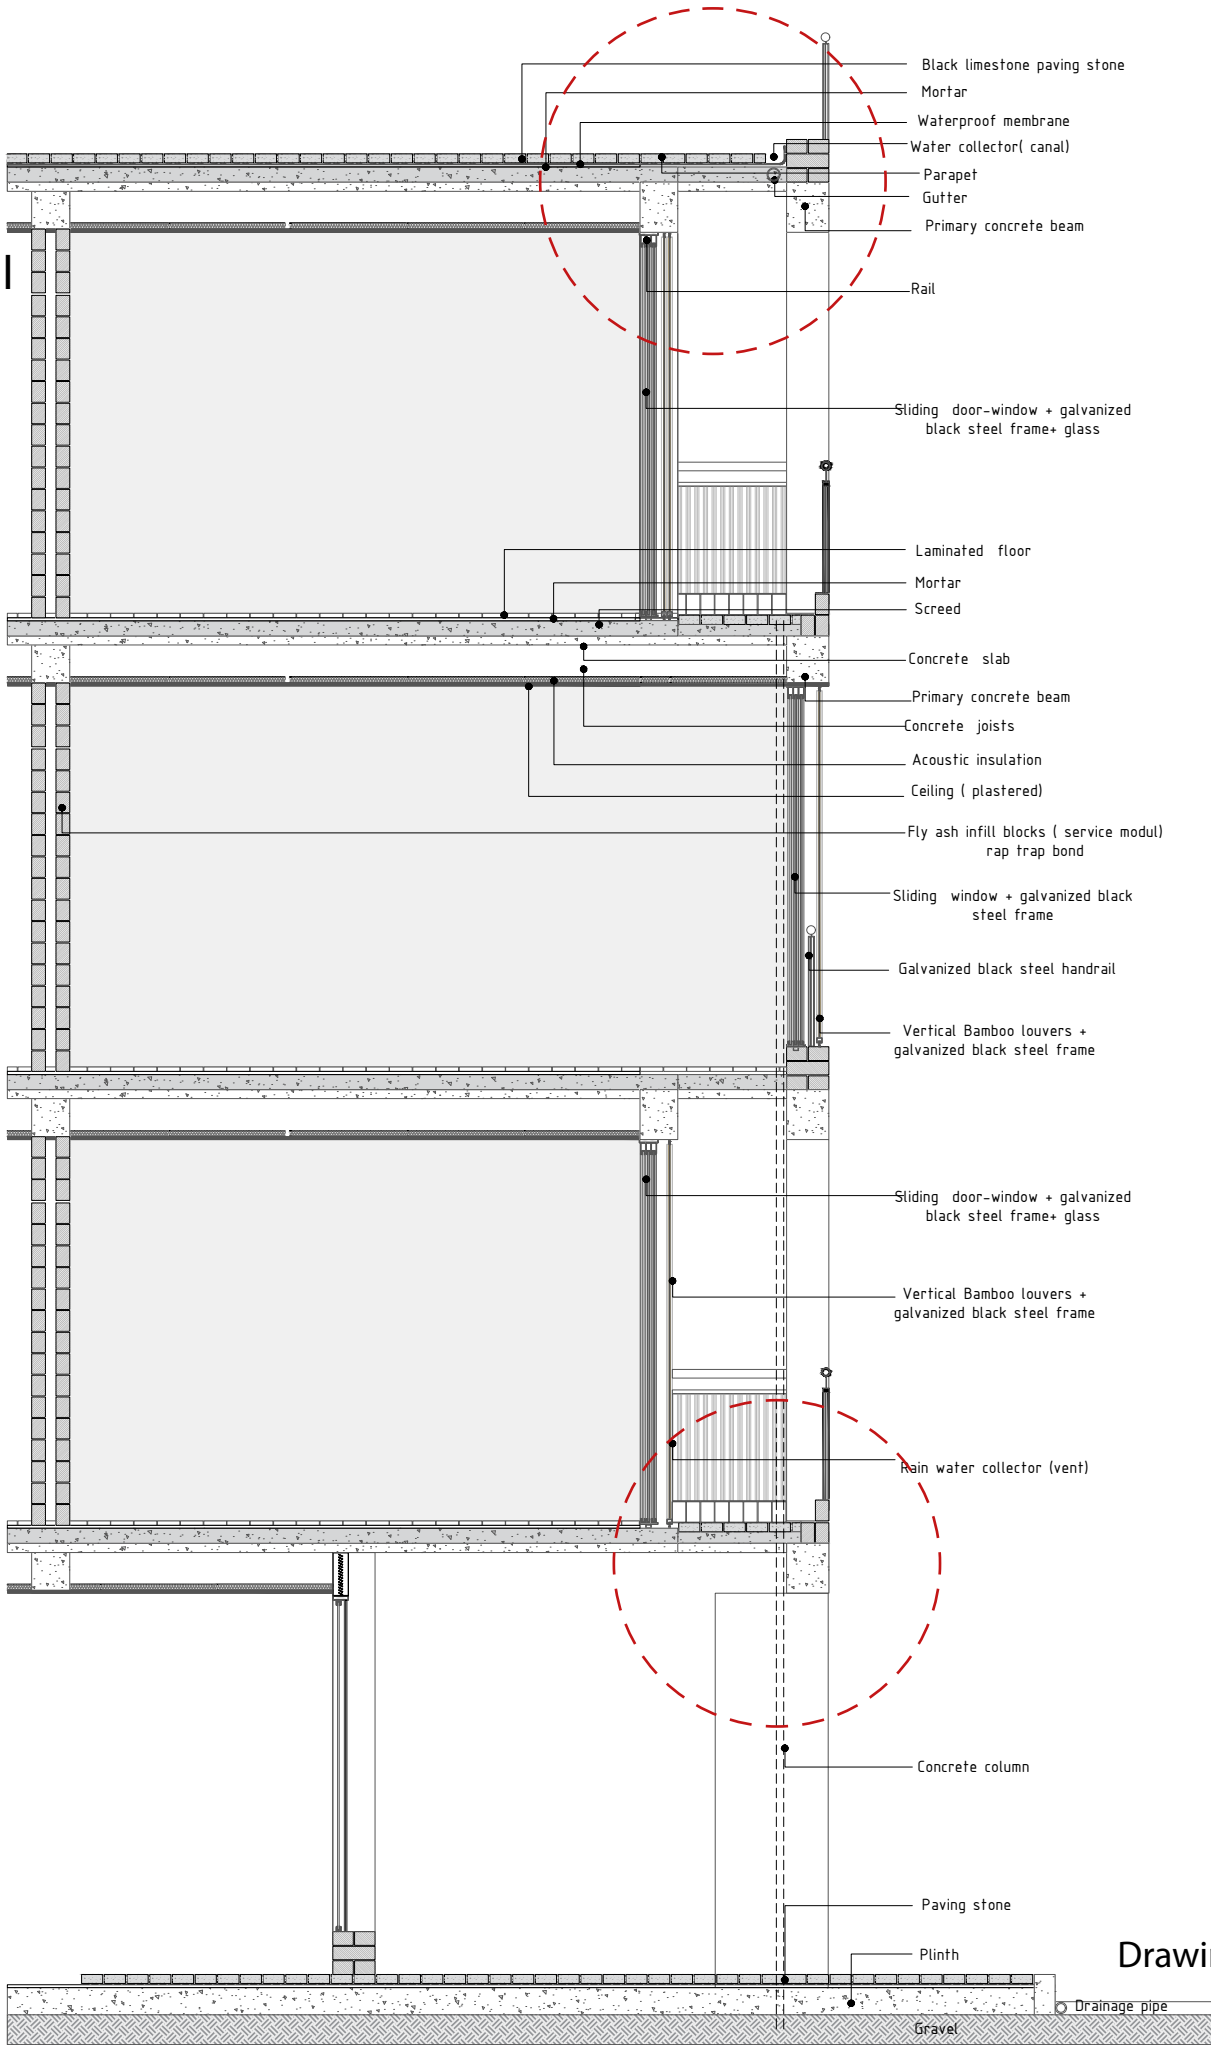 Black limestone paving stone
Mortar
Waterproof membrane
Water collector( canal)
Parapet
Gutter
Primary concrete beam
l
Rail
Sliding door-window + galvanized
black steel frame+ glass
Laminated floor
Mortar
Screed
Concrete slab
Primary concrete beam
Concrete joists
Acoustic insulation
Ceiling ( plastered)
Fly ash infill blocks ( service modul)
rap trap bond
Sliding window + galvanized black
steel frame
Galvanized black steel handrail
Vertical Bamboo louvers +
galvanized black steel frame
Sliding door-window + galvanized
black steel frame+ glass
Vertical Bamboo louvers +
galvanized black steel frame
Rain water collector (vent)
Concrete column
Paving stone
Plinth
Drawin
Drainage pipe
Gravel